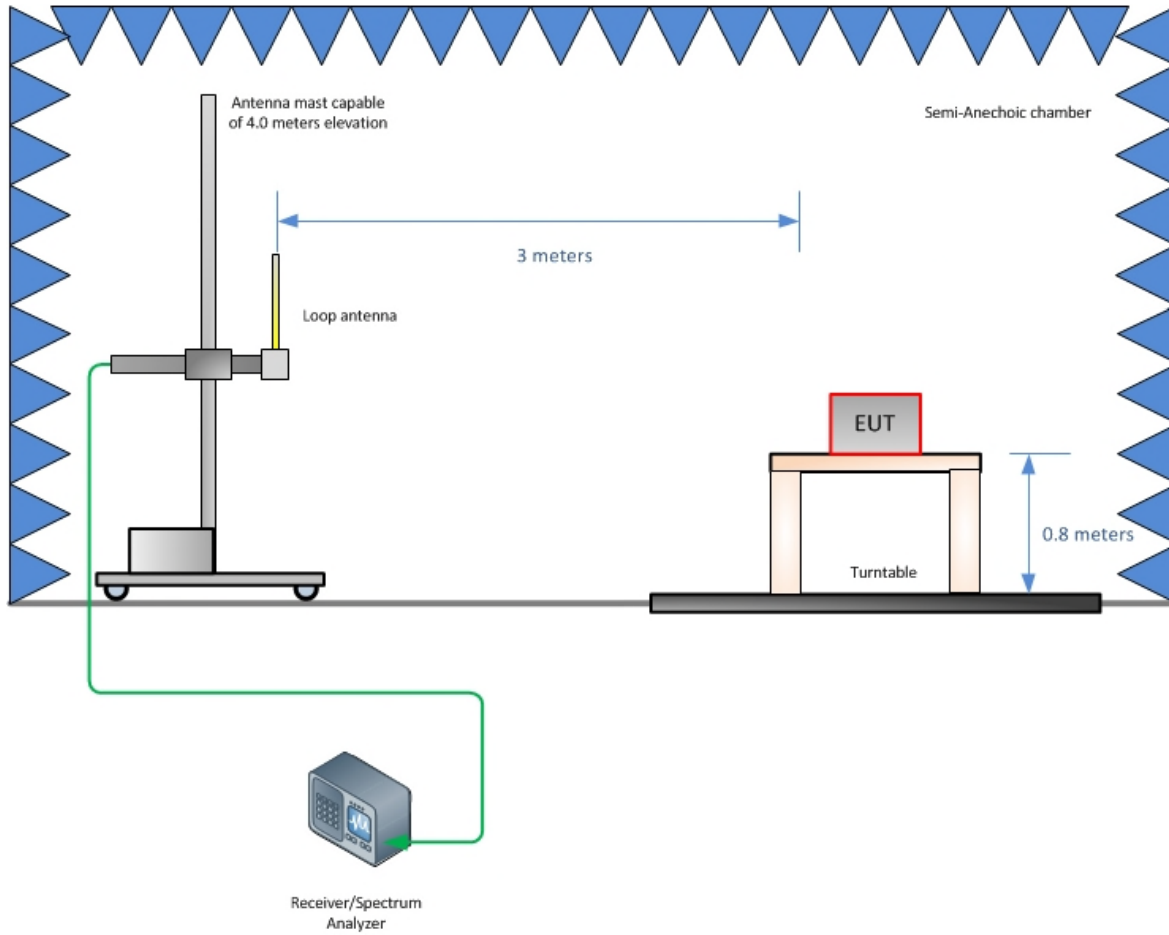 Antenna mast capable
of 4.0 meters elevation
Semi-Anechoic chamber
3 meters
Loop antenna
EUT
0.8 meters
Turntable
Receiver/Spectrum
Analyzer